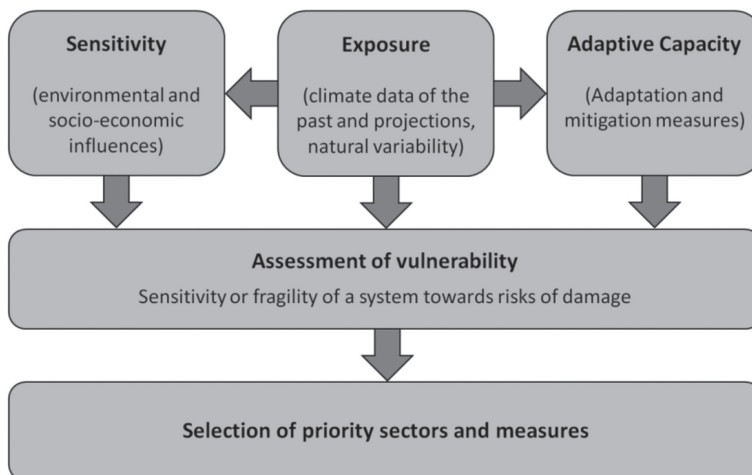 Sensitivity
(environmental and
socio-economic
influences)
Exposure
(climate data of the
past and projections,
natural variability)
Adaptive Capacity
(Adaptation and
mitigation measures)
Assessment of vulnerability
Sensitivity or fragility of a system towards risks of damage
Selection of priority sectors and measures